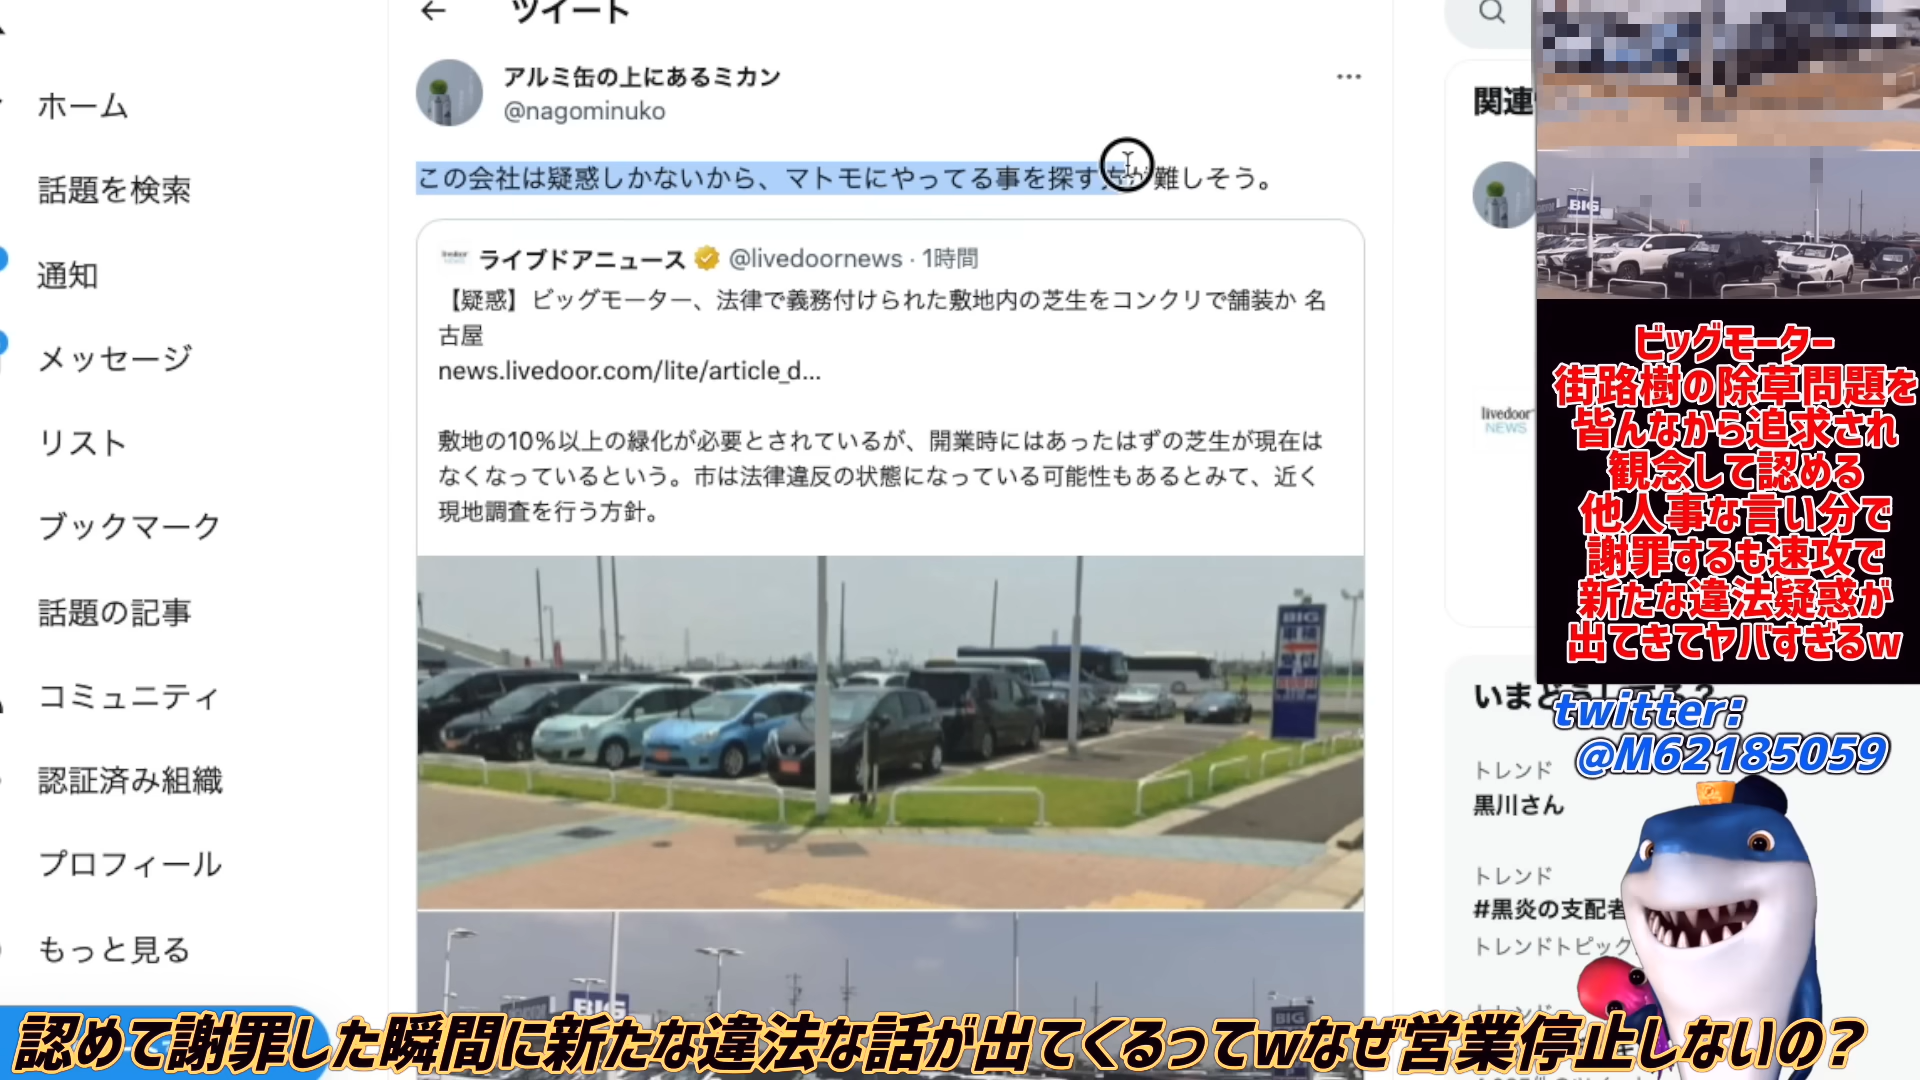 ツイート
ホーム
話題を検索
通知
メッセージ
リスト
ブックマーク
話題の記事
コミュニティ
認証済み組織
プロフィール
もっと見る
アルミ缶の上にあるミカン
@nagominuko
この会社は疑惑しかないから、マトモにやってる事を探す方が難しそう。
ライブドアニュース @livedoornews · 1時間
【疑惑】ビッグモーター、法律で義務付けられた敷地内の芝生をコンクリで舗装か 名
古屋
news.livedoor.com/lite/article_d...
敷地の10%以上の緑化が必要とされているが、開業時にはあったはずの芝生が現在は
なくなっているという。市は法律違反の状態になっている可能性もあるとみて、近く
現地調査を行う方針。
BIG
車検
受付
BIG
関連
livedoor
NEWS
いまどうしてる?
トレンド
黒川さん
トレンド
#黒炎の支配者
トレンドトピック
BIG
ビッグモーター
街路樹の除草問題を
皆んなから追求され
観念して認める
他人事な言い分で
謝罪するも速攻で
新たな違法疑惑が
出てきてヤバすぎるw
twitter:
@M62185059
認めて謝罪した瞬間に新たな違法な話が出てくるってwなぜ営業停止しないの?